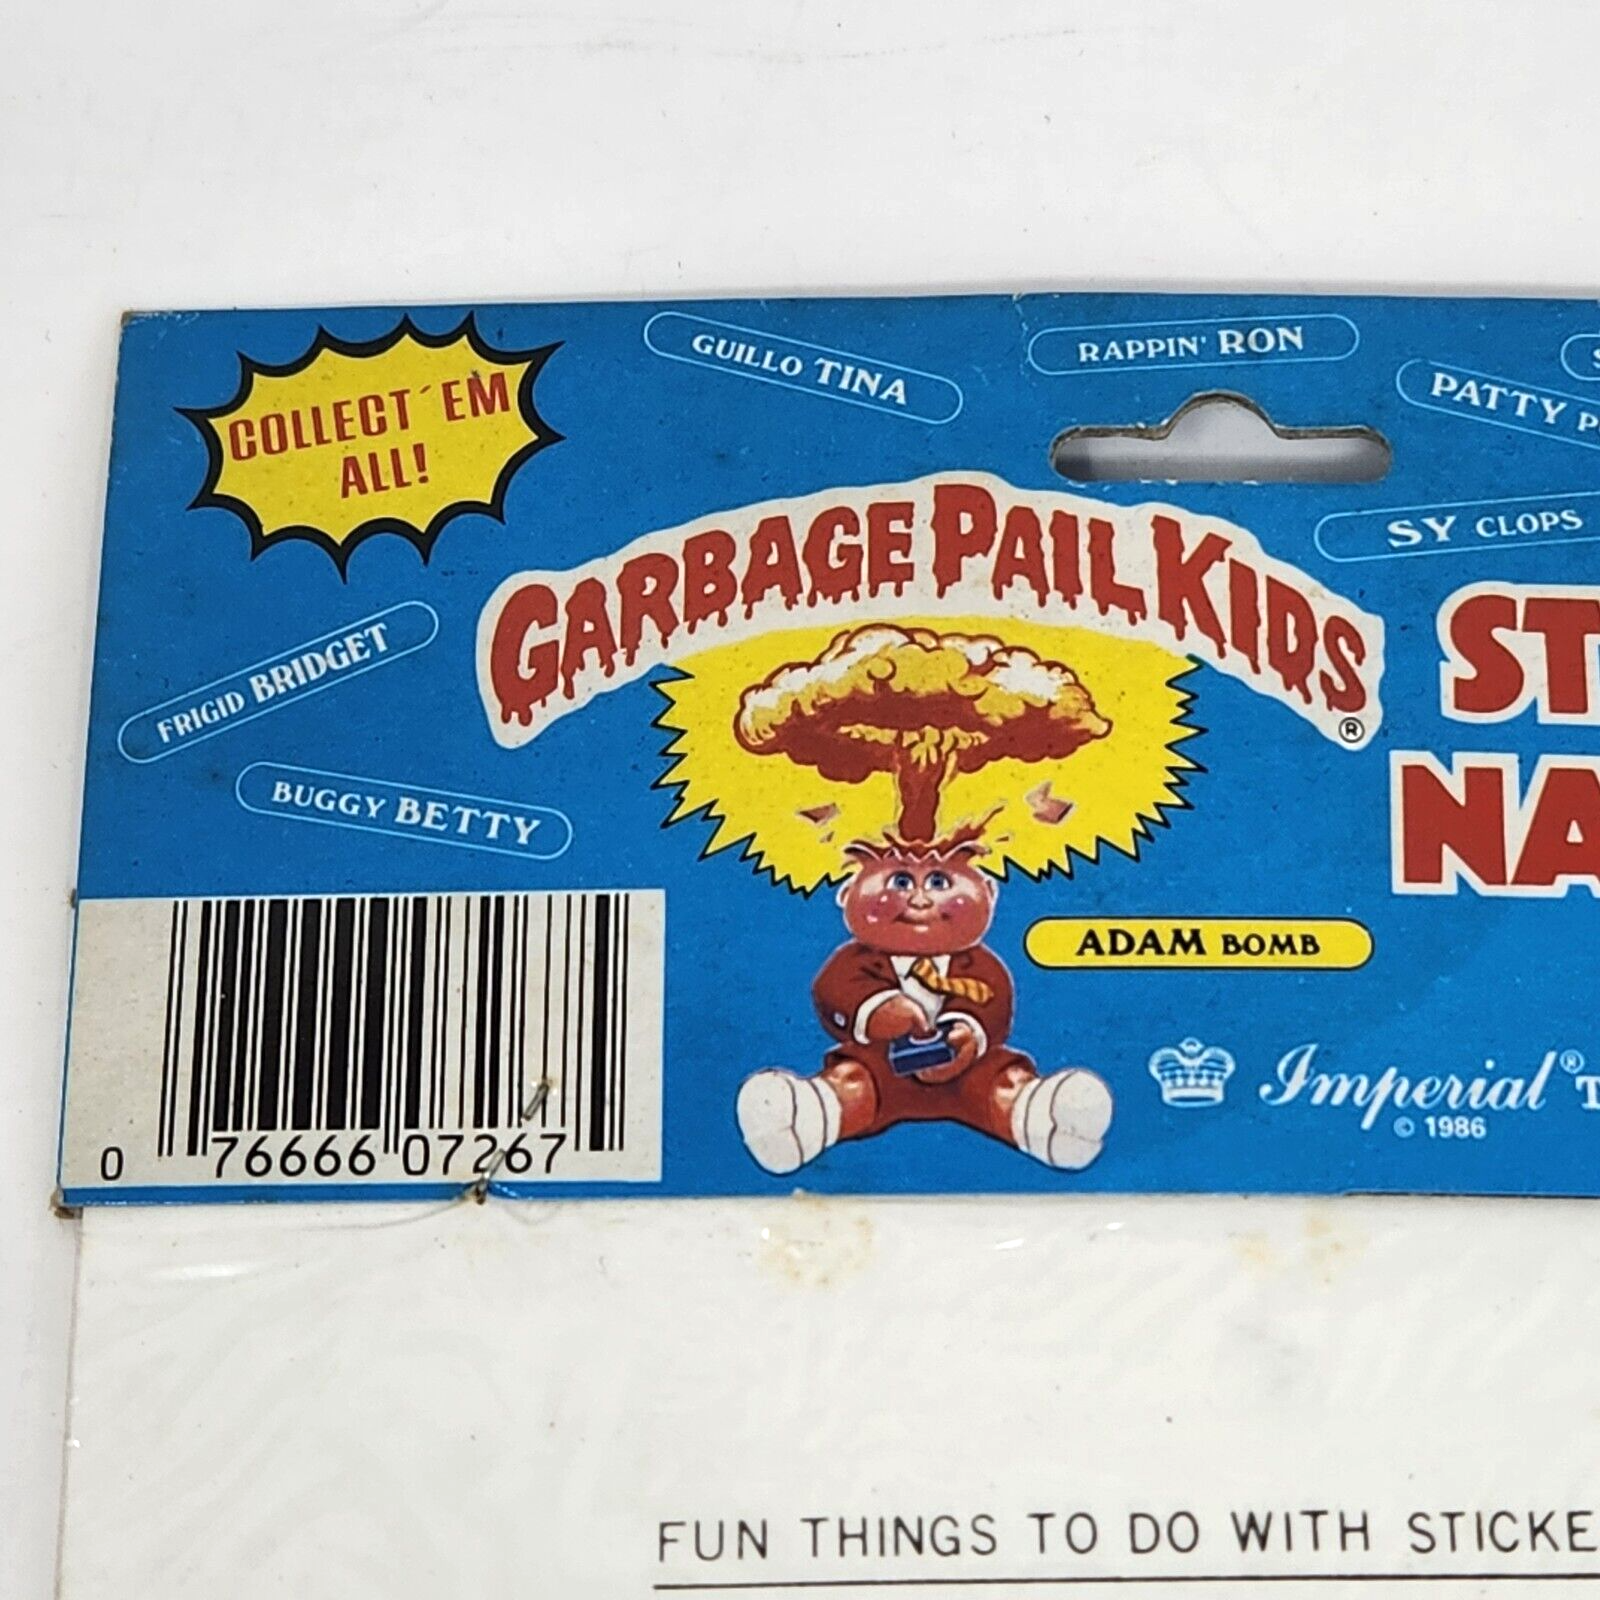 COLLECT 'EM
ALL!
GUILLO TINA
RAPPIN' RON
PATTY
SY CLOPS
GARBAGE PAIL KIDS
®
FRIGID BRIDGET
BUGGY BETTY
ADAM BOMB
Imperial®
© 1986
0 76666 07267
FUN THINGS TO DO WITH